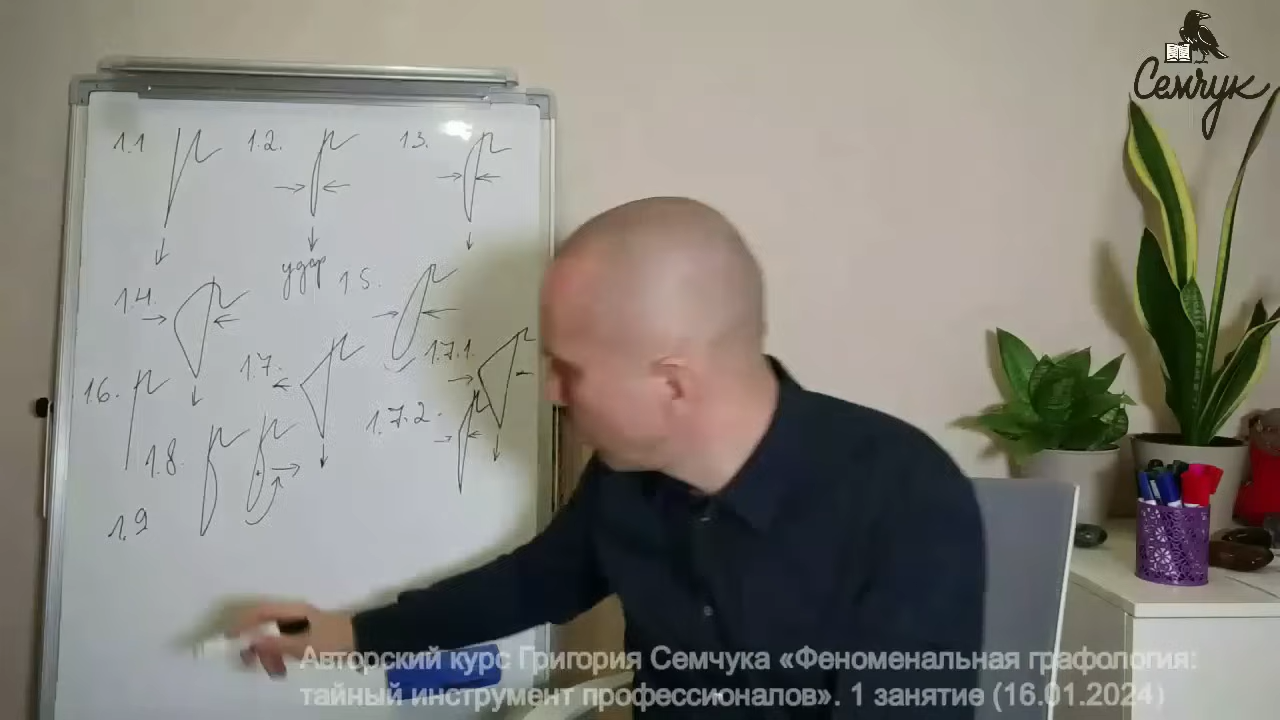 Семчук
1.1 р 1.2. р 1.3. р
удар
1.4. р 1.5. р
1.6. р 1.7. р 1.7.1. р
1.8. р р 1.7.2. р
1.9
Авторский курс Григория Семчука «Феноменальная графология:
тайный инструмент профессионалов». 1 занятие (16.01.2024)